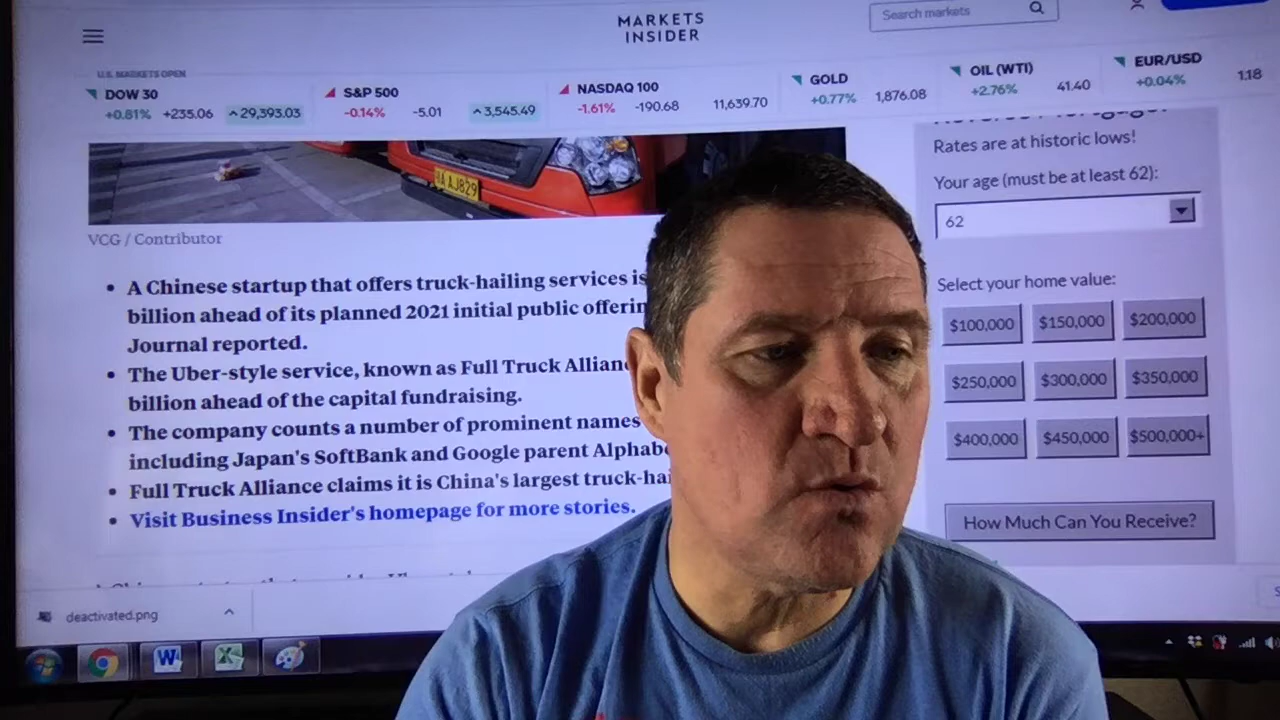 MARKETS
INSIDER
Search markets
U.S. MARKETS OPEN
DOW 30
+0.81% +235.06 29,393.03
S&P 500
-0.14% -5.01 3,545.49
NASDAQ 100
-1.61% -190.68 11,639.70
GOLD
+0.77% 1,876.08
OIL (WTI)
+2.76% 41.40
EUR/USD
+0.04% 1.18
AJ829
VCG / Contributor
• A Chinese startup that offers truck-hailing services is
billion ahead of its planned 2021 initial public
Journal reported.
• The Uber-style service, known as Full Truck
billion ahead of the capital fundraising.
• The company counts a number of prominent names
including Japan's SoftBank and Google parent
• Full Truck Alliance claims it is China's largest
• Visit Business Insider's homepage for more stories.
Rates are at historic lows!
Your age (must be at least 62):
62
Select your home value:
$100,000 $150,000 $200,000
$250,000 $300,000 $350,000
$400,000 $450,000 $500,000+
How Much Can You Receive?
deactivated.png